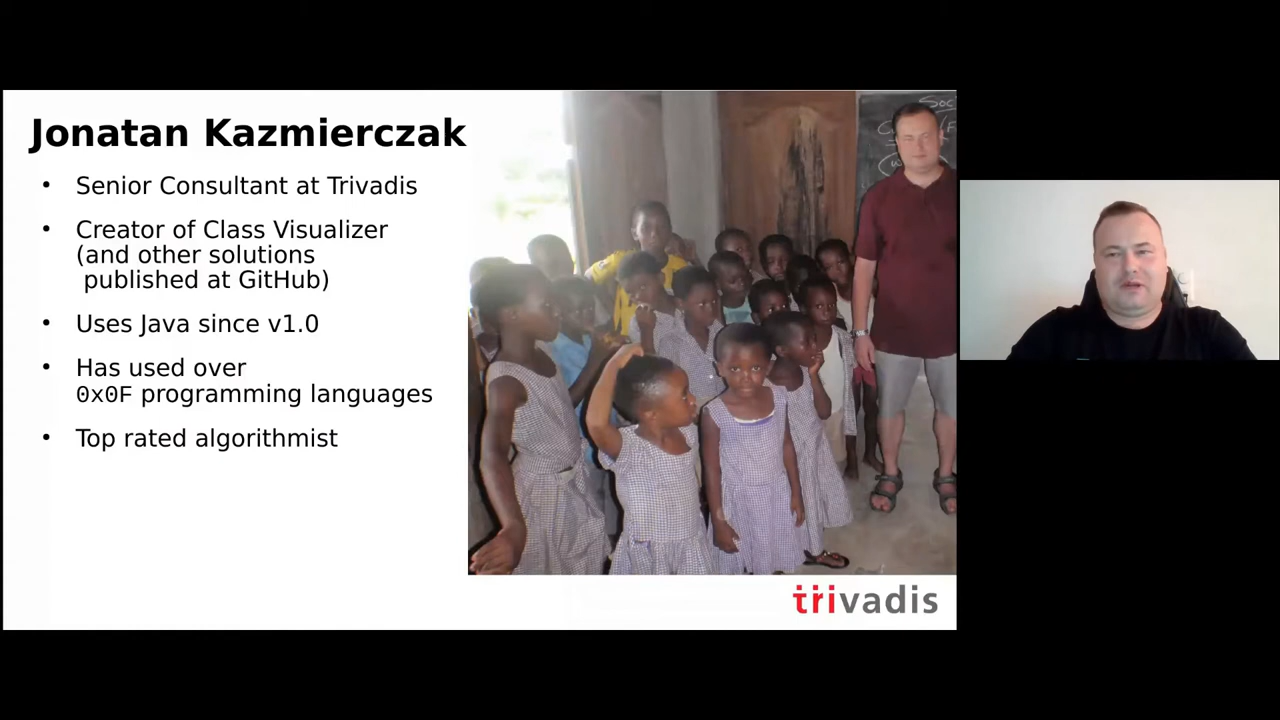 Jonatan Kazmierczak
• Senior Consultant at Trivadis
• Creator of Class Visualizer
(and other solutions
published at GitHub)
• Uses Java since v1.0
• Has used over
0x0F programming languages
• Top rated algorithmist
Soc
trivadis